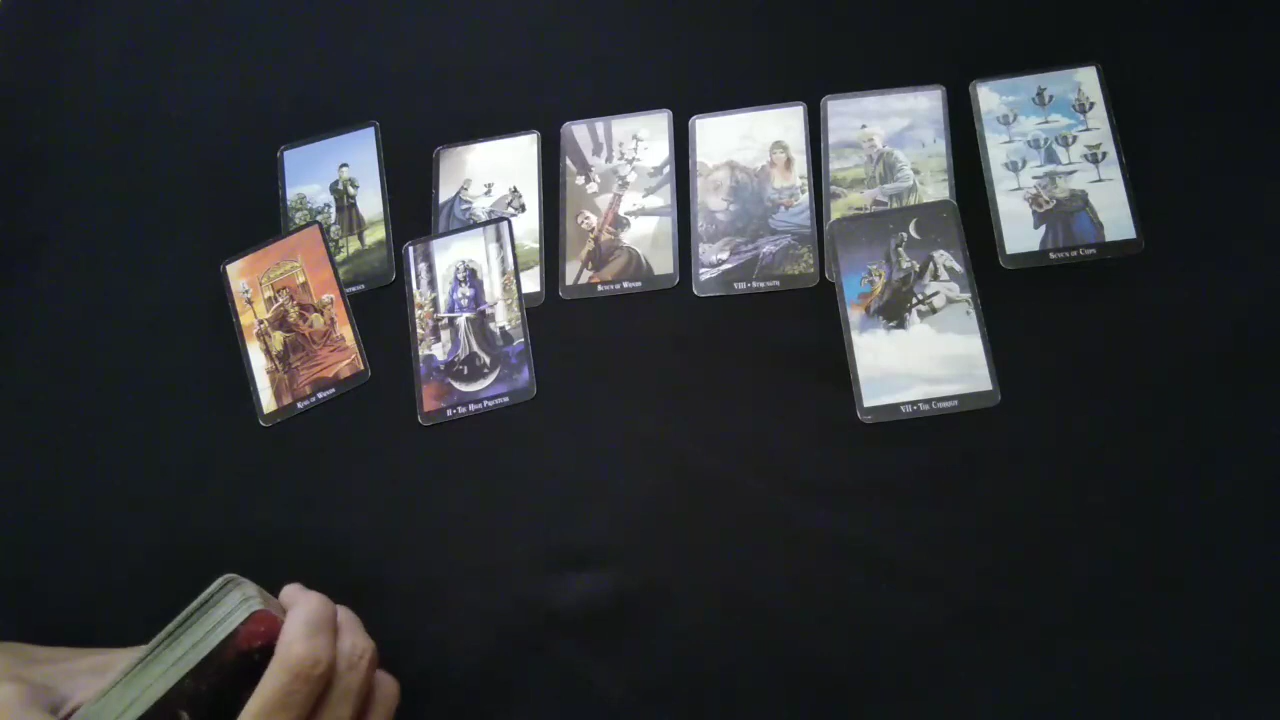 King of Wands
II • The High Priestess
Seven of Wands
VIII • Strength
VII • The Chariot
Seven of Cups